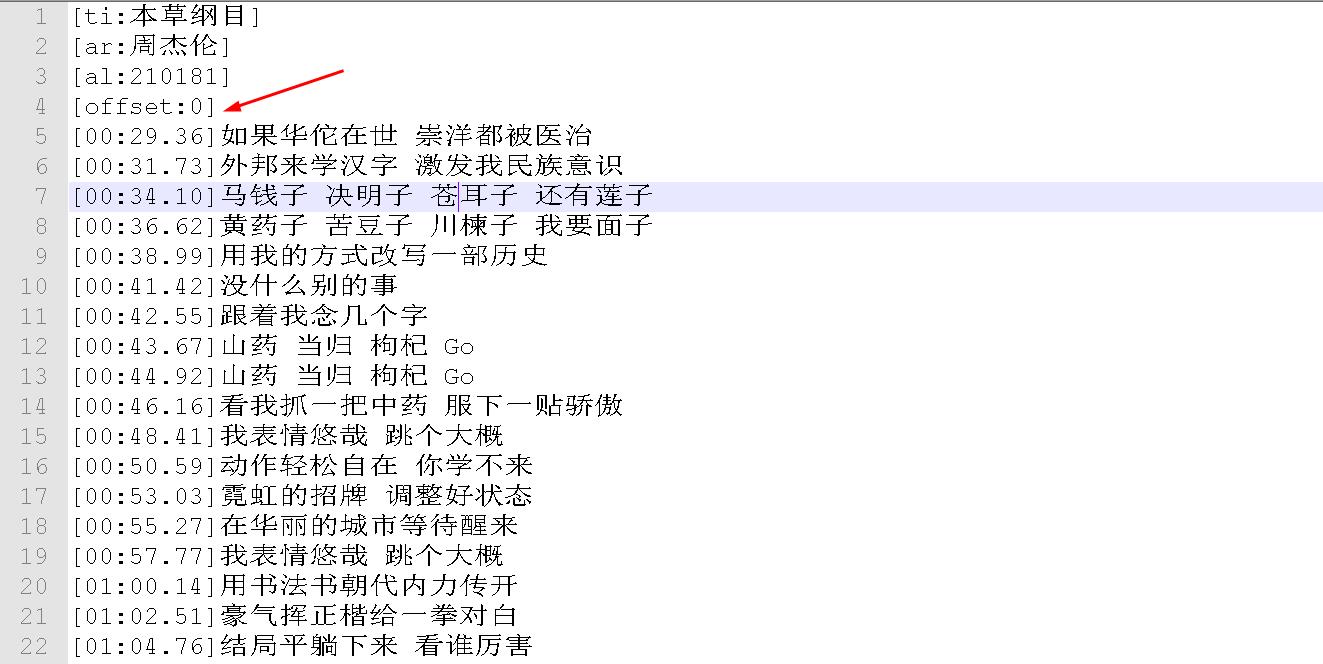 1 [ti:本草纲目]
2 [ar:周杰伦]
3 [al:210181]
4 [offset:0]
5 [00:29.36]如果华佗在世 崇洋都被医治
6 [00:31.73]外邦来学汉字 激发我民族意识
7 [00:34.10]马钱子 决明子 苍耳子 还有莲子
8 [00:36.62]黄药子 苦豆子 川楝子 我要面子
9 [00:38.99]用我的方式改写一部历史
10 [00:41.42]没什么别的事
11 [00:42.55]跟着我念几个字
12 [00:43.67]山药 当归 枸杞 Go
13 [00:44.92]山药 当归 枸杞 Go
14 [00:46.16]看我抓一把中药 服下一贴骄傲
15 [00:48.41]我表情悠哉 跳个大概
16 [00:50.59]动作轻松自在 你学不来
17 [00:53.03]霓虹的招牌 调整好状态
18 [00:55.27]在华丽的城市等待醒来
19 [00:57.77]我表情悠哉 跳个大概
20 [01:00.14]用书法书朝代内力传开
21 [01:02.51]豪气挥正楷给一拳对白
22 [01:04.76]结局平躺下来 看谁厉害